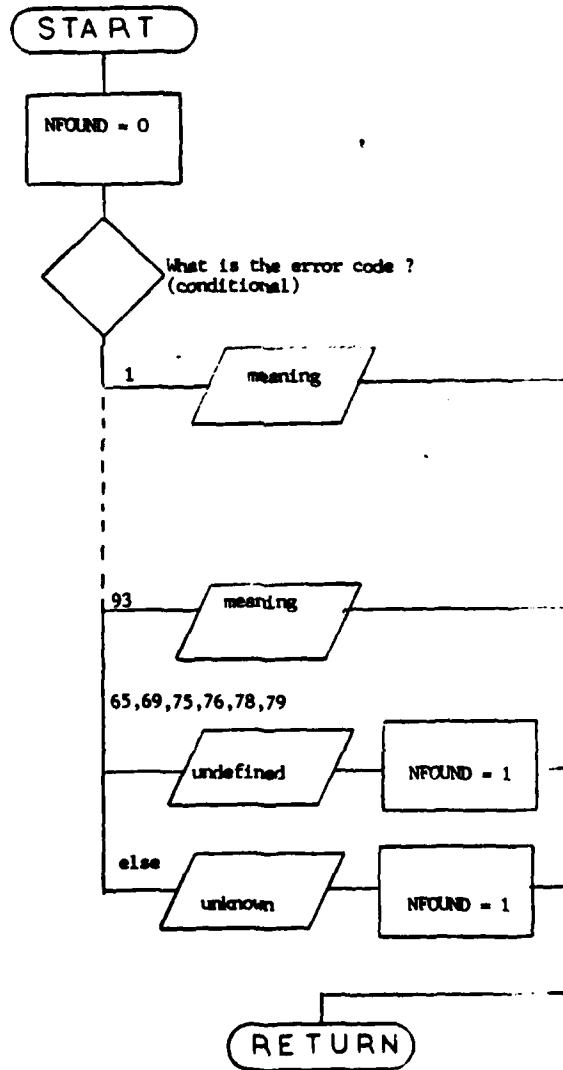 START
NFOUND = 0
What is the error code ?
(conditional)
1
meaning
93
meaning
65,69,75,76,78,79
undefined
NFOUND = 1
else
unknown
NFOUND = 1
RETURN